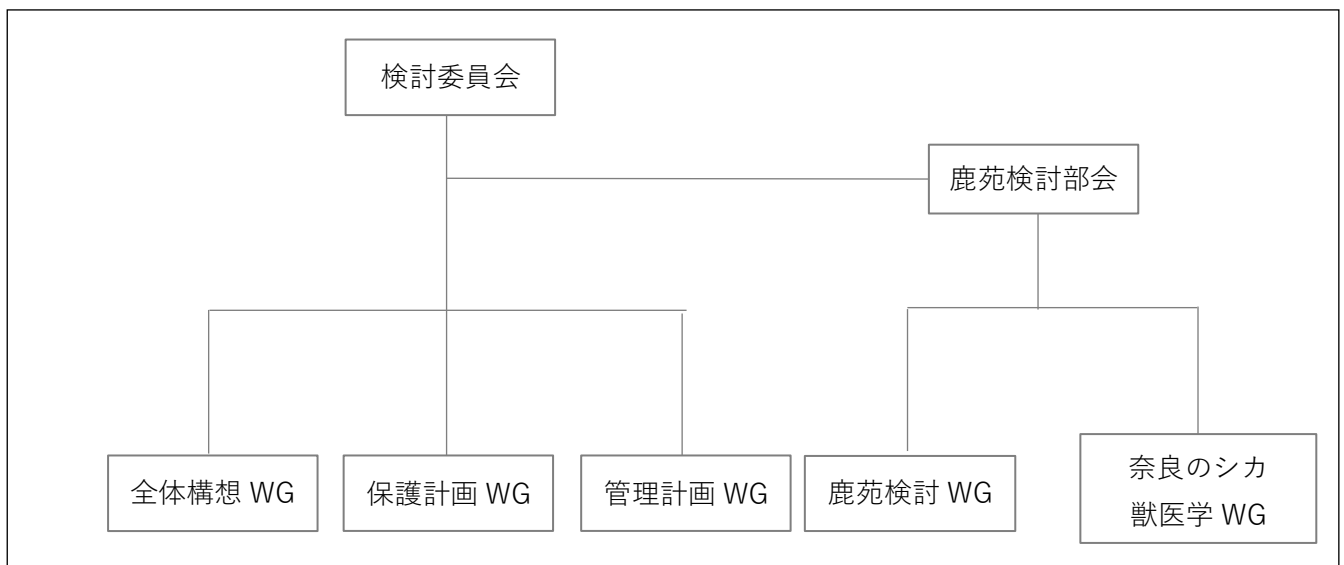 検討委員会
鹿苑検討部会
全体構想 WG
保護計画 WG
管理計画 WG
鹿苑検討 WG
奈良のシカ
獣医学 WG